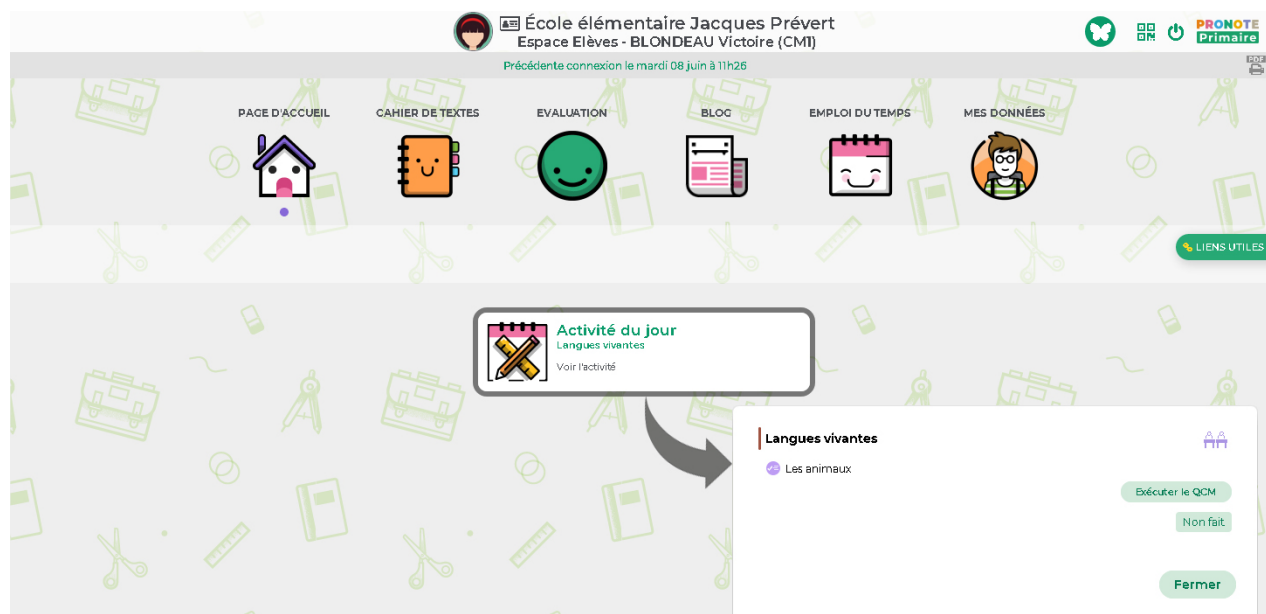 École élémentaire Jacques Prévert
Espace Elèves - BLONDEAU Victoire (CM1)
PRONOTE
Primaire
Précédente connexion le mardi 08 juin à 11h26
PDF
PAGE D'ACCUEIL
CAHIER DE TEXTES
EVALUATION
BLOG
EMPLOI DU TEMPS
MES DONNÉES
LIENS UTILES
Activité du jour
Langues vivantes
Voir l'activité
Langues vivantes
Les animaux
Exécuter le QCM
Non fait
Fermer